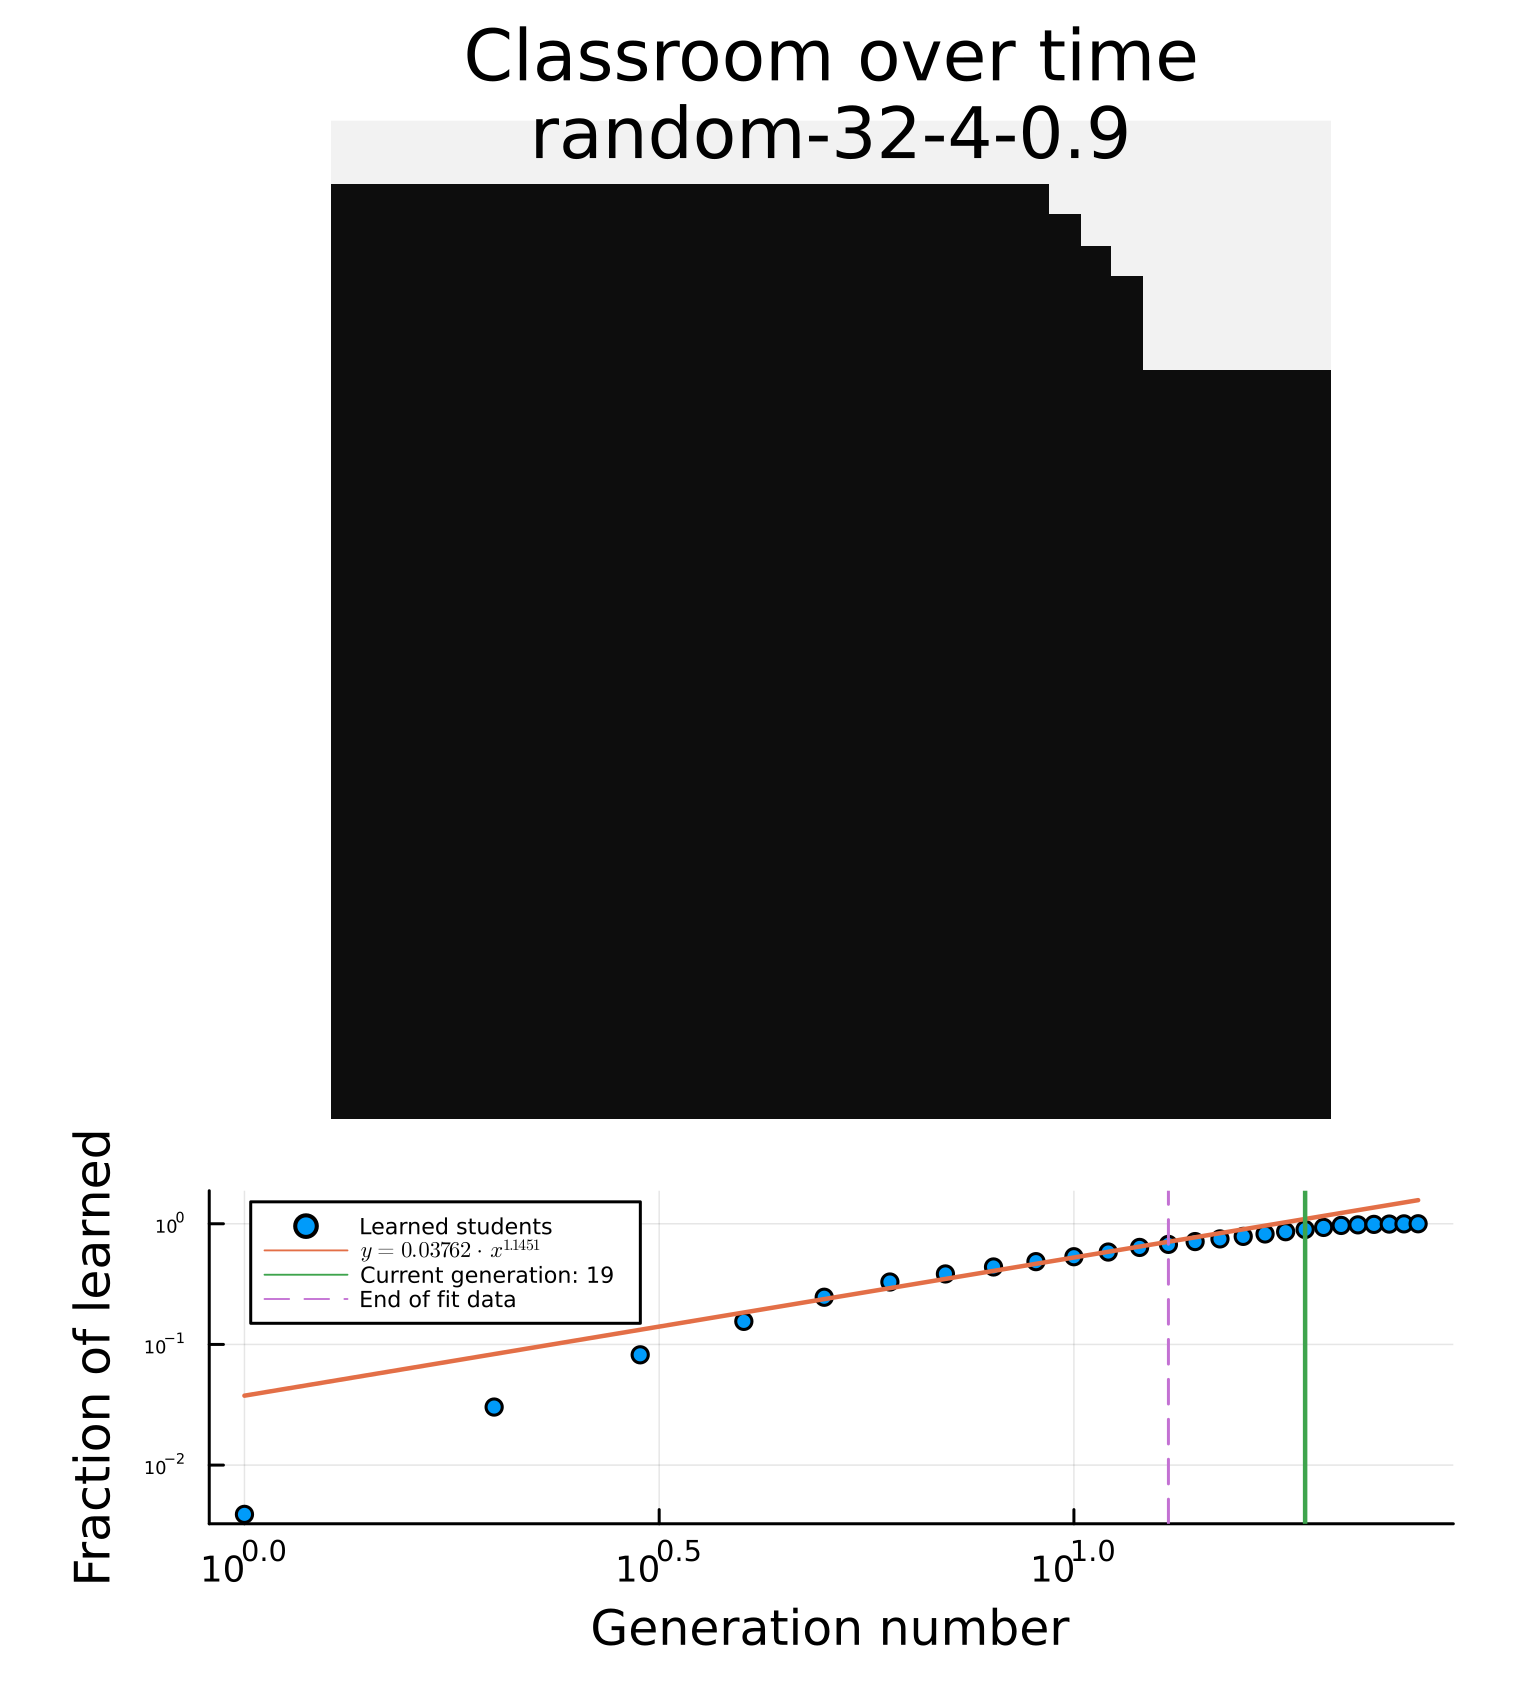 Classroom over time
random-32-4-0.9
Fraction of learned
10^0
10^−1
10^−2
Learned students
y = 0.03762 · x^1.1451
Current generation: 19
End of fit data
10^0.0
10^0.5
10^1.0
Generation number